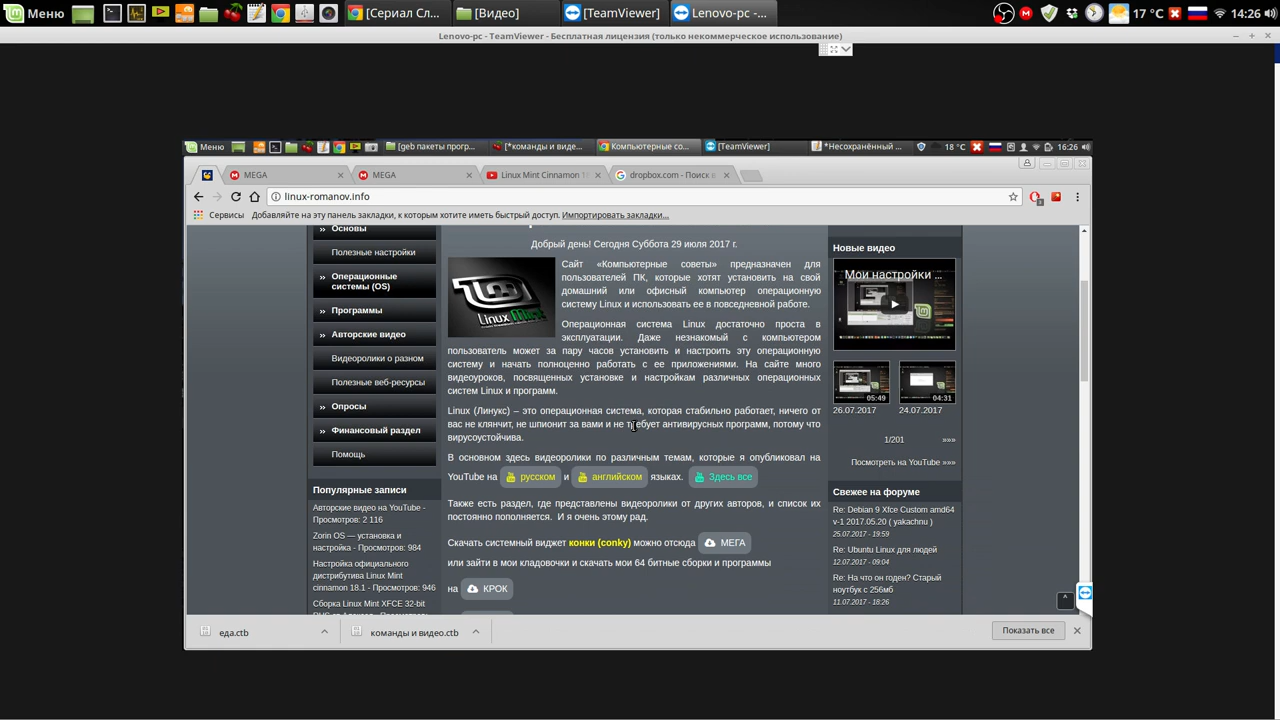 Меню
[Сериал Сл...
[Видео]
[TeamViewer]
Lenovo-pc -...
17 °C
14:26
Lenovo-pc - TeamViewer - Бесплатная лицензия (только некоммерческое использование)
Меню
[geb пакеты прогр...
[*команды и виде...
Компьютерные со...
[TeamViewer]
*Несохранённый ...
18 °C
16:26
MEGA
MEGA
Linux Mint Cinnamon 1
dropbox.com - Поиск в
linux-romanov.info
Сервисы
Добавляйте на эту панель закладки, к которым хотите иметь быстрый доступ. Импортировать закладки...
›› Основы
Полезные настройки
›› Операционные
системы (OS)
›› Программы
›› Авторские видео
Видеоролики о разном
Полезные веб-ресурсы
›› Опросы
›› Финансовый раздел
Помощь
Популярные записи
Авторские видео на YouTube -
Просмотров: 2 116
Zorin OS — установка и
настройка - Просмотров: 984
Настройка официального
дистрибутива Linux Mint
cinnamon 18.1 - Просмотров: 946
Сборка Linux Mint XFCE 32-bit
Добрый день! Сегодня Суббота 29 июля 2017 г.
Linux Mint
Сайт «Компьютерные советы» предназначен для
пользователей ПК, которые хотят установить на свой
домашний или офисный компьютер операционную
систему Linux и использовать ее в повседневной работе.
Операционная система Linux достаточно проста в
эксплуатации. Даже незнакомый с компьютером
пользователь может за пару часов установить и настроить эту операционную
систему и начать полноценно работать с ее приложениями. На сайте много
видеоуроков, посвященных установке и настройкам различных операционных
систем Linux и программ.
Linux (Линукс) – это операционная система, которая стабильно работает, ничего от
вас не клянчит, не шпионит за вами и не требует антивирусных программ, потому что
вирусоустойчива.
В основном здесь видеоролики по различным темам, которые я опубликовал на
YouTube на русском и английском языках. Здесь все
Также есть раздел, где представлены видеоролики от других авторов, и список их
постоянно пополняется. И я очень этому рад.
Скачать системный виджет конки (conky) можно отсюда МЕГА
или зайти в мои кладовочки и скачать мои 64 битные сборки и программы
на КРОК
Новые видео
Мои настройки ...
05:49
04:31
26.07.2017
24.07.2017
1/201
»»»
Посмотреть на YouTube »»»
Свежее на форуме
Re: Debian 9 Xfce Custom amd64
v-1 2017.05.20 ( yakachnu )
25.07.2017 - 19:59
Re: Ubuntu Linux для людей
12.07.2017 - 09:04
Re: На что он годен? Старый
ноутбук с 256мб
11.07.2017 - 18:26
еда.ctb
команды и видео.ctb
Показать все